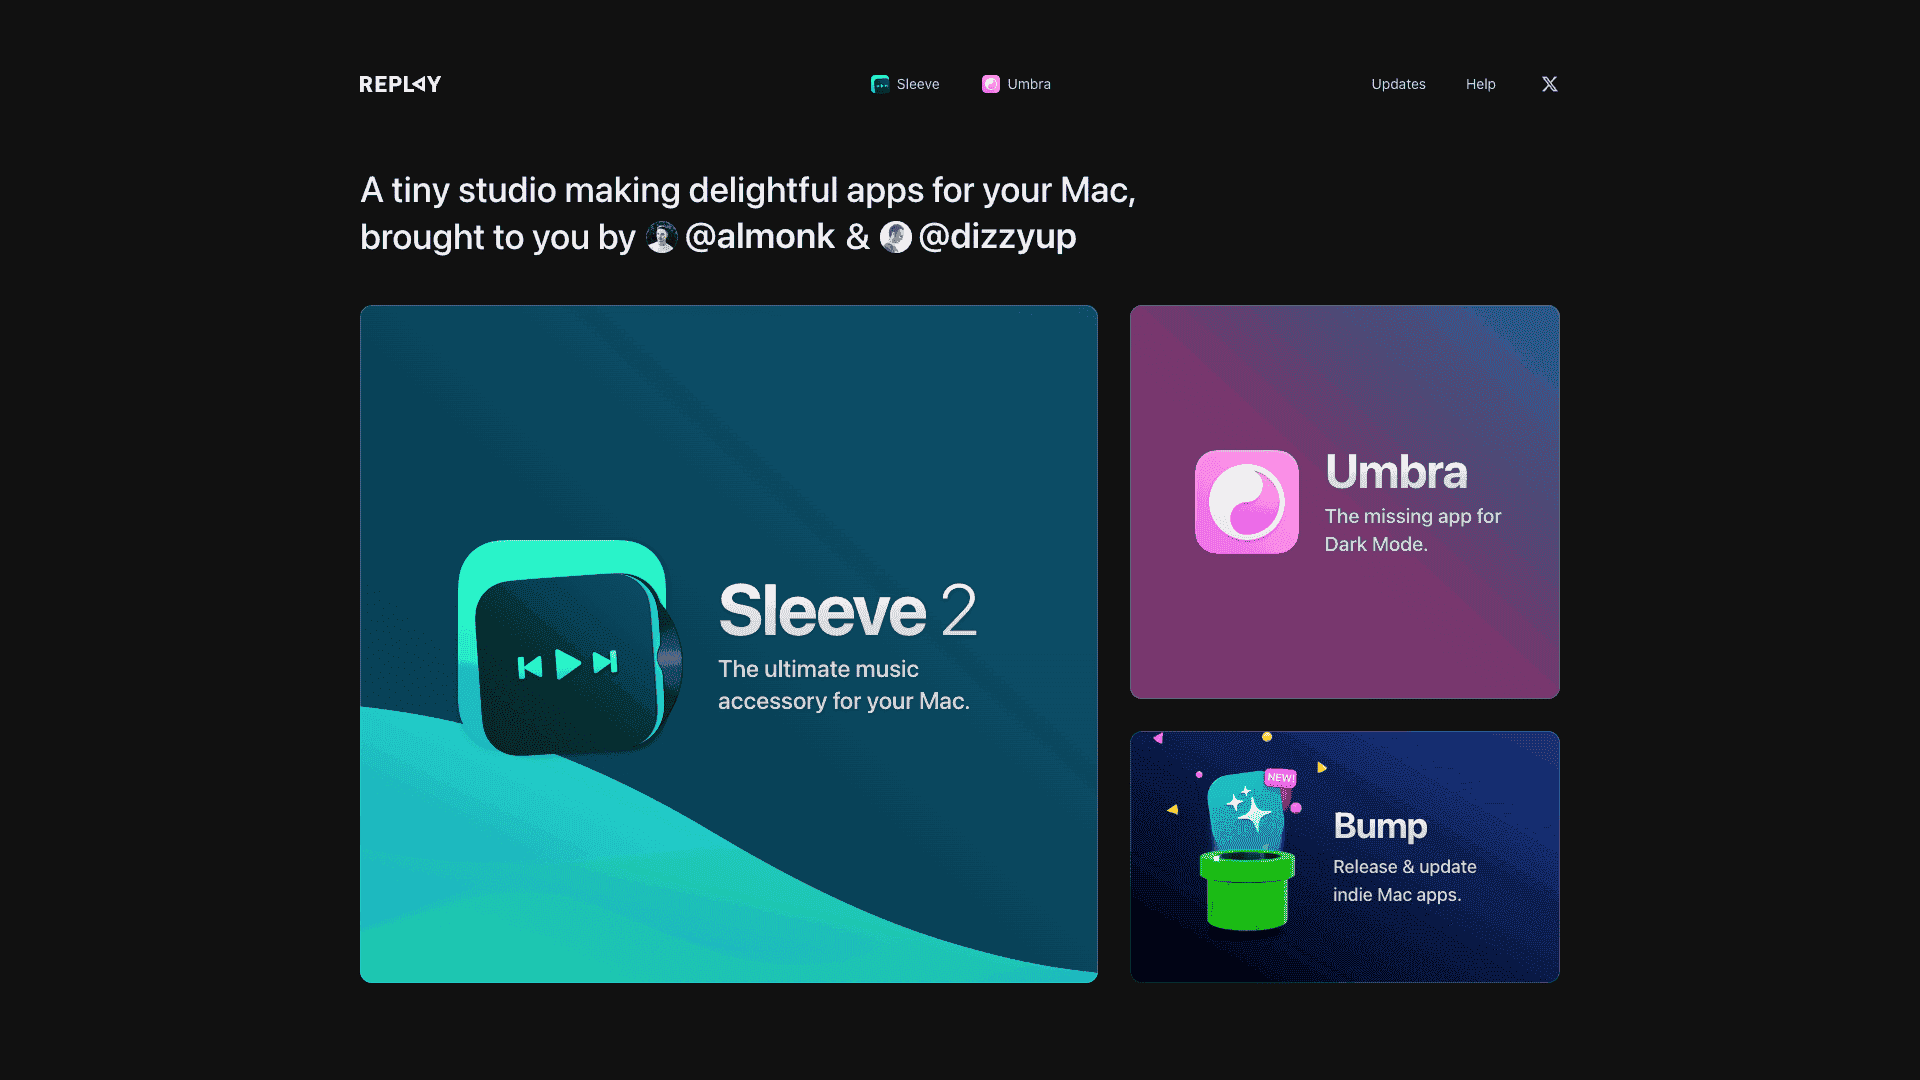 REPLAY
Sleeve
Umbra
Updates
Help
A tiny studio making delightful apps for your Mac,
brought to you by @almonk & @dizzyup
Sleeve 2
The ultimate music
accessory for your Mac.
Umbra
The missing app for
Dark Mode.
NEW!
Bump
Release & update
indie Mac apps.